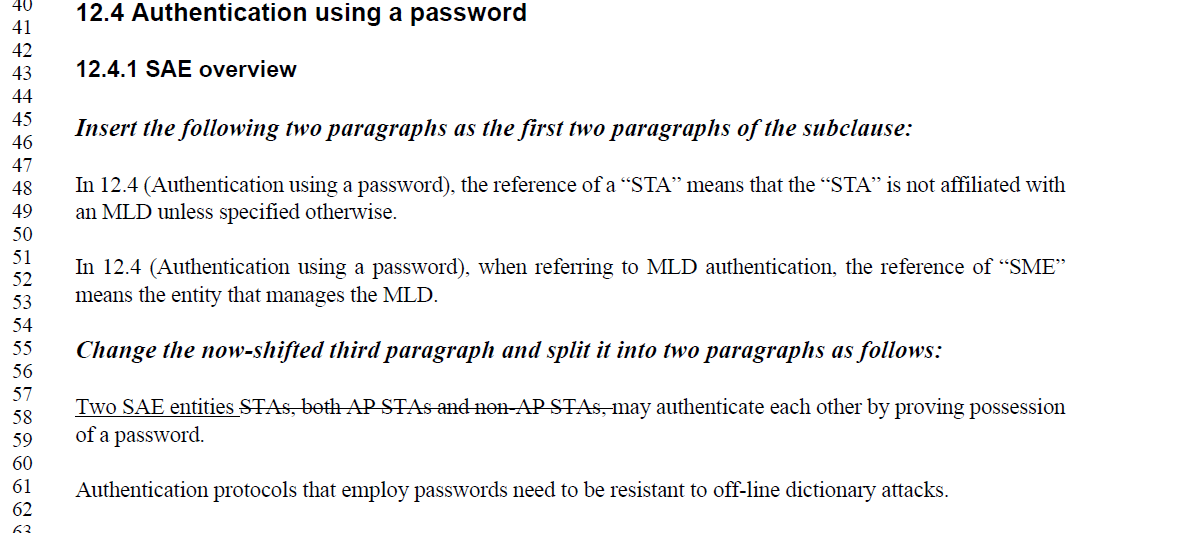 40
12.4 Authentication using a password
41
42
43
12.4.1 SAE overview
44
45
Insert the following two paragraphs as the first two paragraphs of the subclause:
46
47
48
In 12.4 (Authentication using a password), the reference of a “STA” means that the “STA” is not affiliated with
49
an MLD unless specified otherwise.
50
51
In 12.4 (Authentication using a password), when referring to MLD authentication, the reference of “SME”
52
53
means the entity that manages the MLD.
54
55
Change the now-shifted third paragraph and split it into two paragraphs as follows:
56
57
58
Two SAE entities STAs, both AP STAs and non-AP STAs, may authenticate each other by proving possession
59
of a password.
60
61
Authentication protocols that employ passwords need to be resistant to off-line dictionary attacks.
62
63